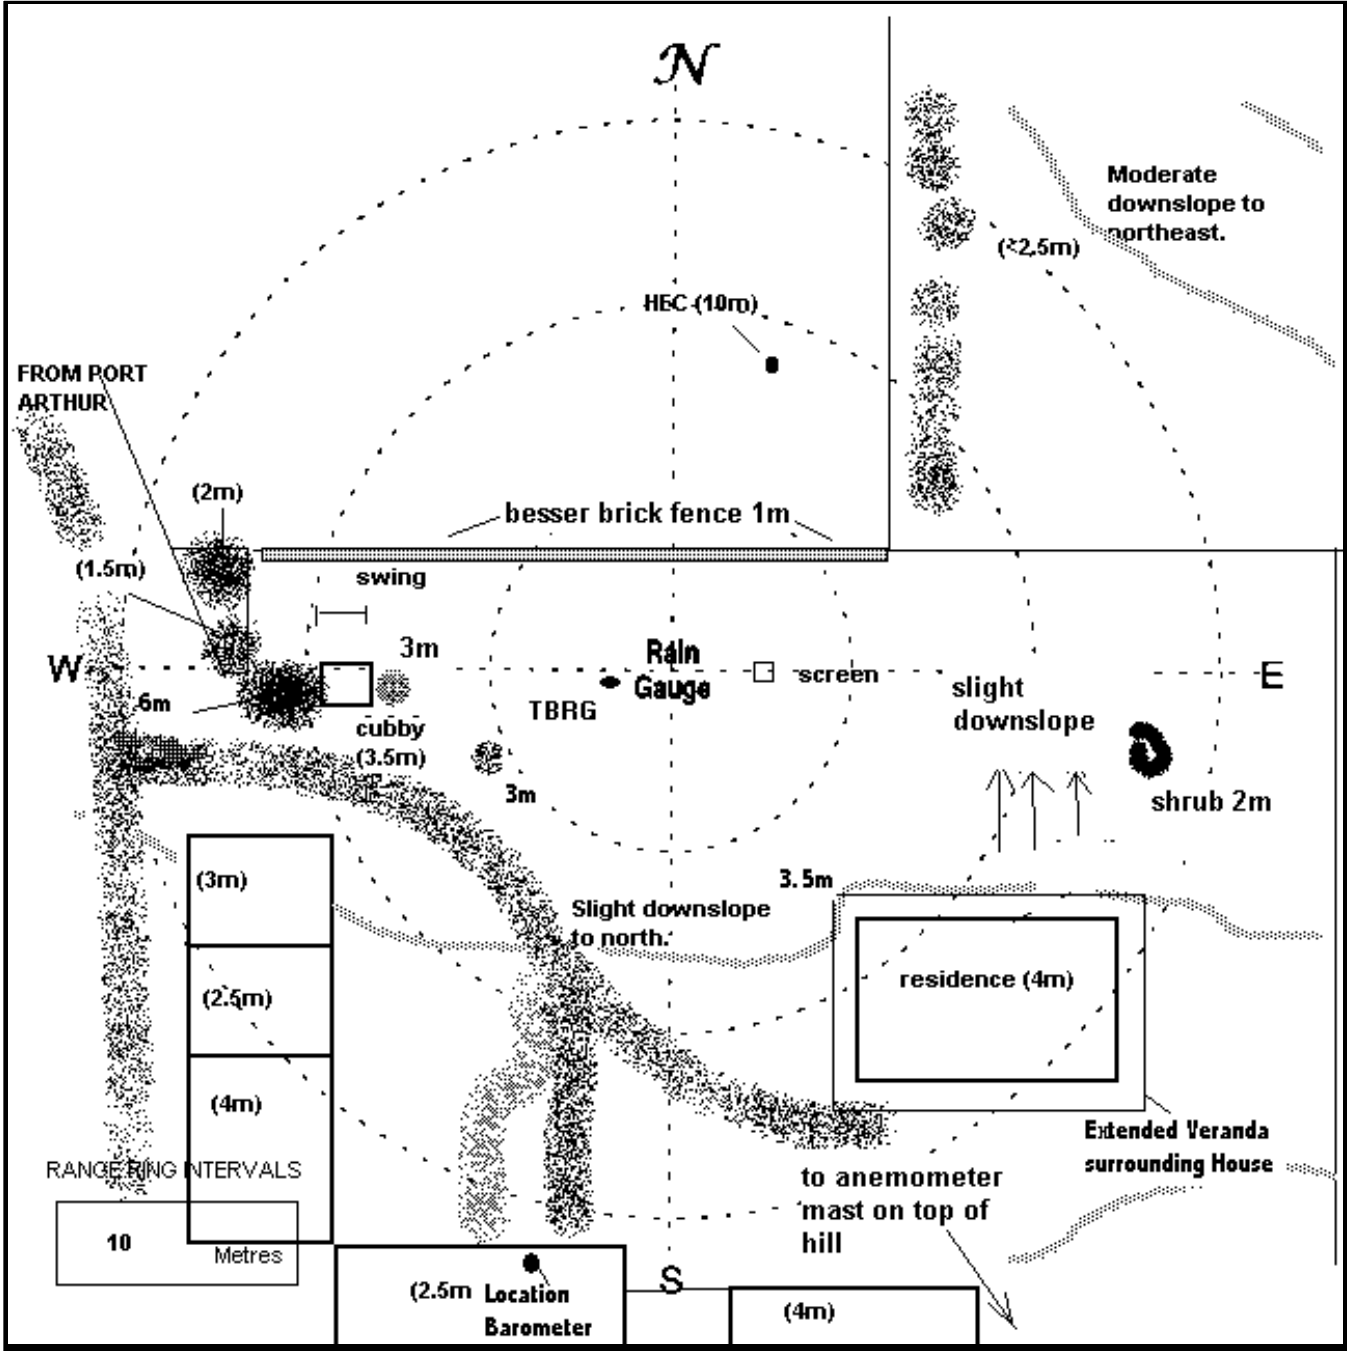 N
Moderate
downslope to
northeast.
(<2.5m)
HEC (10m)
FROM PORT
ARTHUR
(2m)
besser brick fence 1m
(1.5m)
swing
3m
W
Rain
Gauge
screen
E
6m
TBRG
slight
downslope
cubby
(3.5m)
3m
shrub 2m
(3m)
3.5m
Slight downslope
to north.
residence (4m)
(2.5m)
(4m)
Extended Veranda
surrounding House
RANGE RING INTERVALS
10
Metres
to anemometer
mast on top of
hill
S
(2.5m
Location
Barometer
(4m)